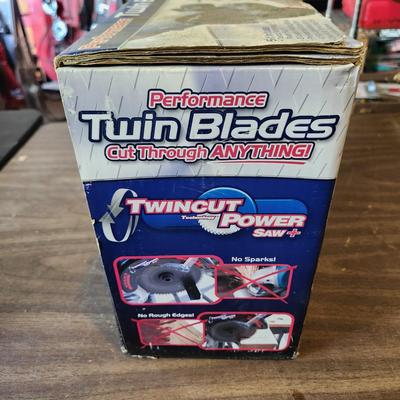 Performance
Twin Blades
Cut Through ANYTHING!
TWINCUT
Technology
POWER
SAW +
No Sparks!
No Rough Edges!